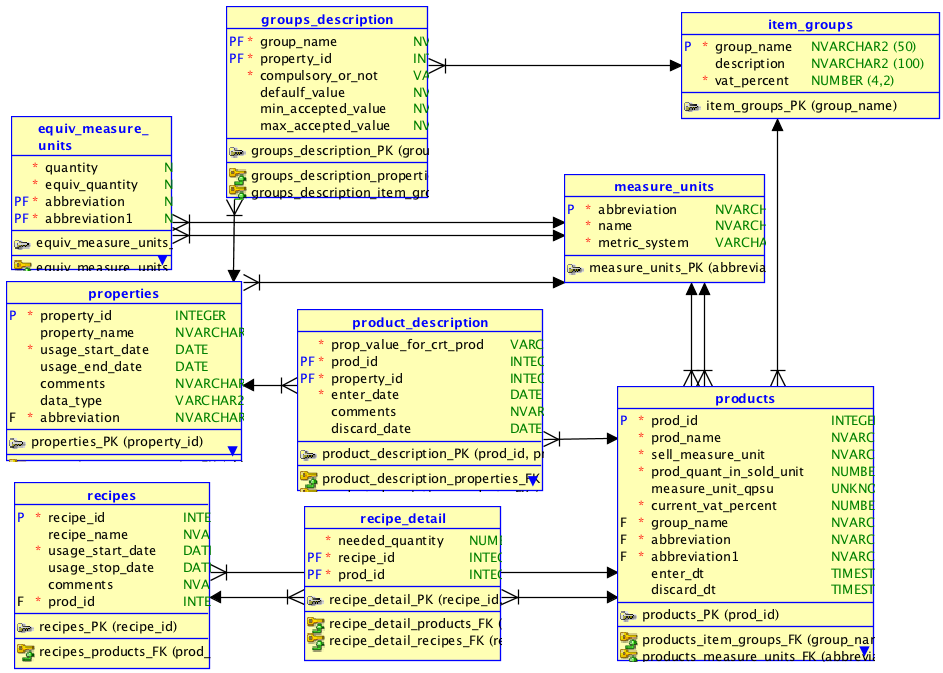 groups_description
PF * group_name NV
PF * property_id INT
* compulsory_or_not VA
defaulf_value NV
min_accepted_value NV
max_accepted_value NV
groups_description_PK (grou
groups_description_properti
groups_description_item_gro
item_groups
P * group_name NVARCHAR2 (50)
description NVARCHAR2 (100)
* vat_percent NUMBER (4,2)
item_groups_PK (group_name)
equiv_measure_
units
* quantity N
* equiv_quantity N
PF * abbreviation N
PF * abbreviation1 N
equiv_measure_units_
equiv_measure_units
measure_units
P * abbreviation NVARCH
* name NVARCH
* metric_system VARCHA
measure_units_PK (abbrevia
properties
P * property_id INTEGER
property_name NVARCHAR
* usage_start_date DATE
usage_end_date DATE
comments NVARCHAR
data_type VARCHAR2
F * abbreviation NVARCHAR
properties_PK (property_id)
product_description
* prop_value_for_crt_prod VARC
PF * prod_id INTEG
PF * property_id INTEG
* enter_date DATE
comments NVAR
discard_date DATE
product_description_PK (prod_id, p
product_description_properties_FK
products
P * prod_id INTEGE
* prod_name NVARC
* sell_measure_unit NVARC
* prod_quant_in_sold_unit NUMBE
measure_unit_qpsu UNKNO
* current_vat_percent NUMBE
F * group_name NVARC
F * abbreviation NVARC
F * abbreviation1 NVARC
enter_dt TIMEST
discard_dt TIMEST
products_PK (prod_id)
products_item_groups_FK (group_nam
products_measure_units_FK (abbrevia
recipes
P * recipe_id INTE
recipe_name NVA
* usage_start_date DATE
usage_stop_date DATE
comments NVA
F * prod_id INTE
recipes_PK (recipe_id)
recipes_products_FK (prod_
recipe_detail
* needed_quantity NUM
PF * recipe_id INTEG
PF * prod_id INTEG
recipe_detail_PK (recipe_id
recipe_detail_products_FK (
recipe_detail_recipes_FK (re